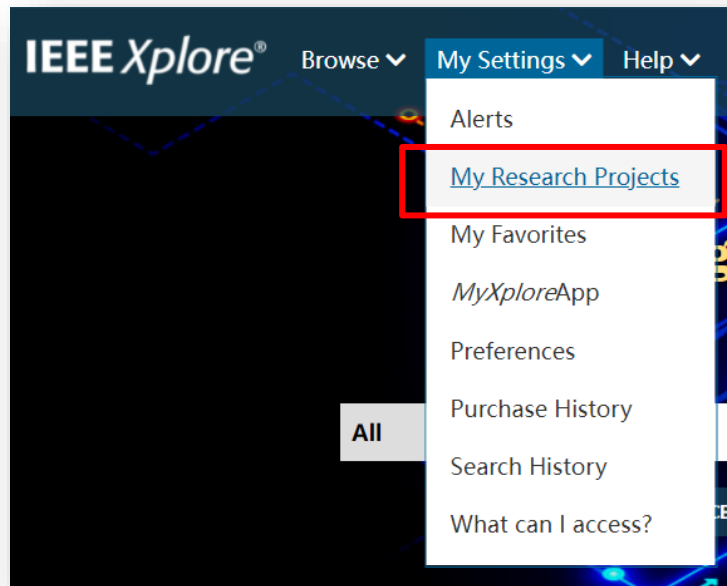 IEEE Xplore® Browse My Settings Help
Alerts
My Research Projects
My Favorites
MyXploreApp
Preferences
Purchase History
All
Search History
What can I access?